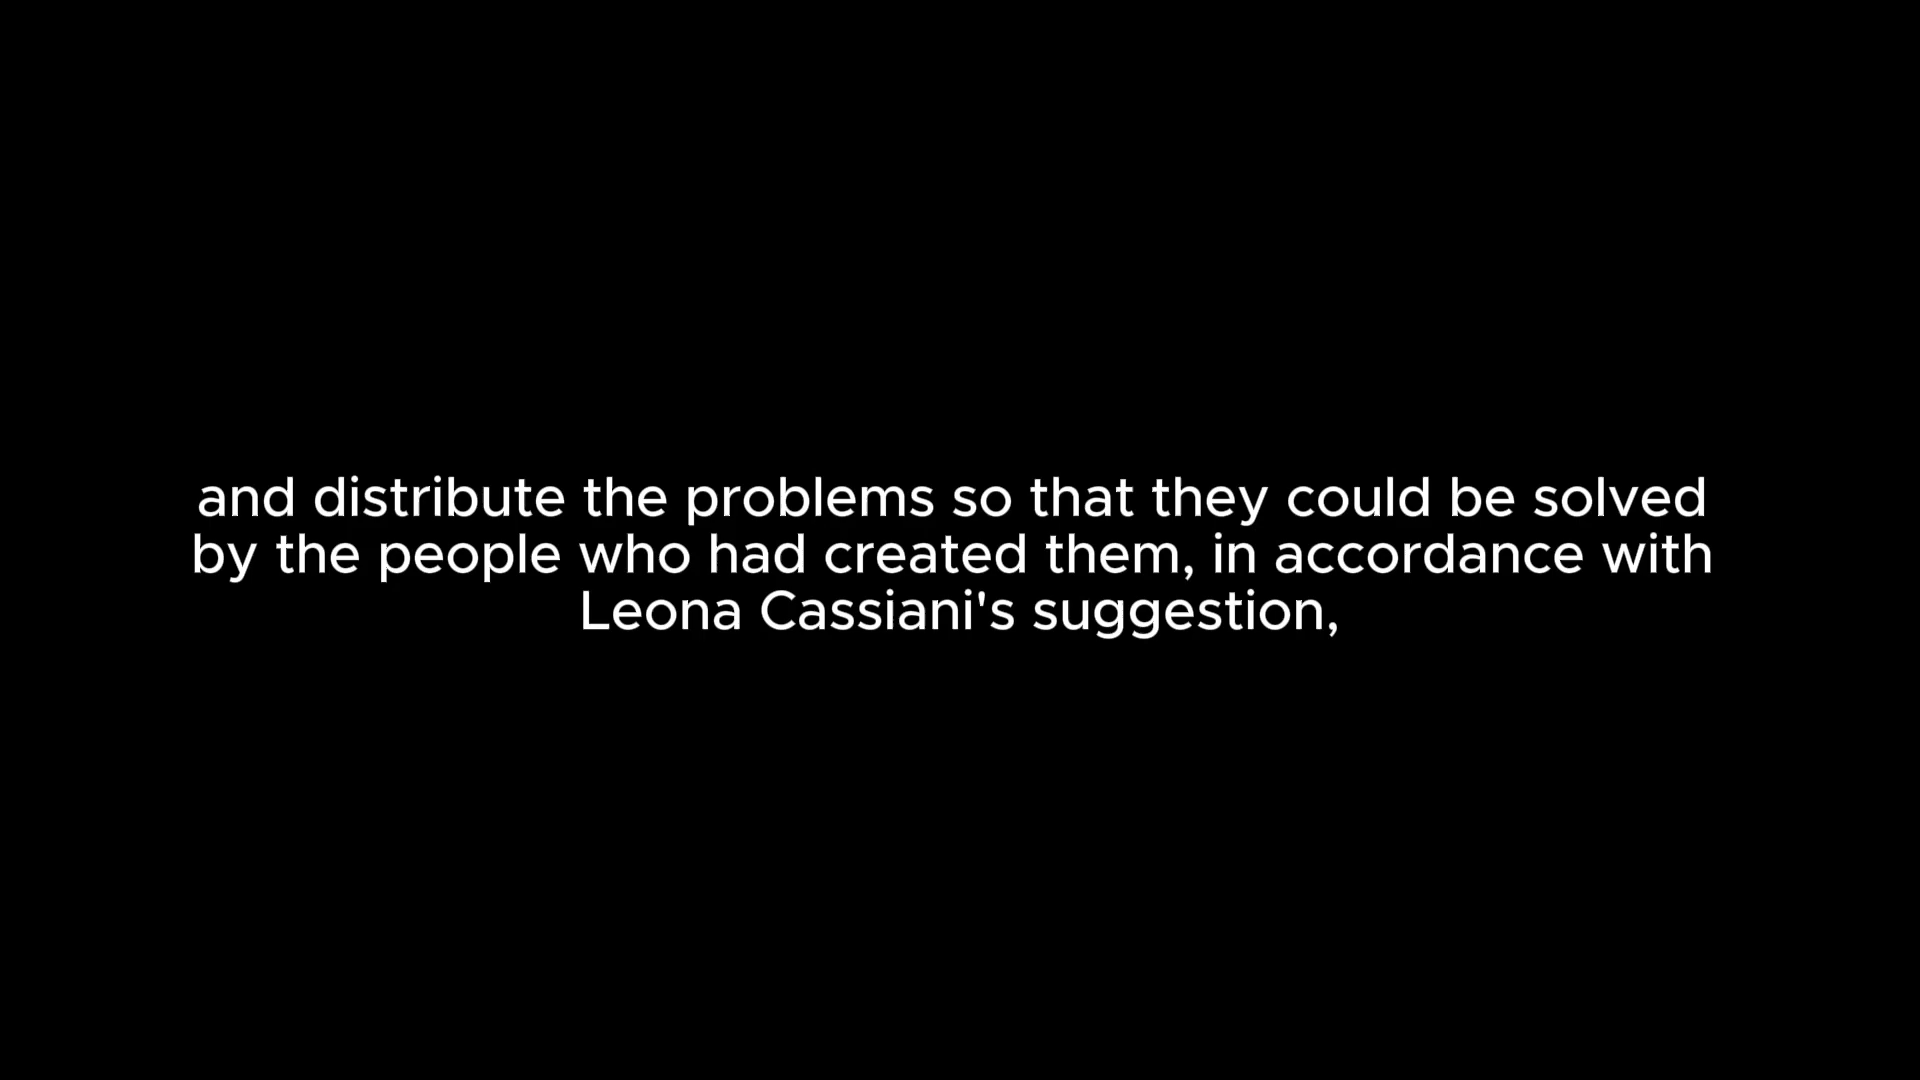 and distribute the problems so that they could be solved
by the people who had created them, in accordance with
Leona Cassiani's suggestion,